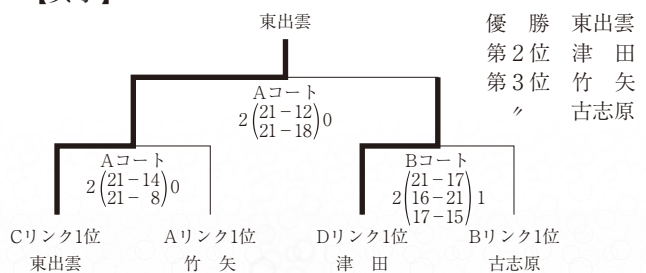 東出雲
優　勝　東出雲
第2位　津　田
第3位　竹　矢
〃　古志原
Aコート
2(21−12 21−18)0
Aコート
2(21−14 21− 8)0
Bコート
2(21−17 16−21 17−15)1
Cリンク1位　Aリンク1位　Dリンク1位　Bリンク1位
東出雲　竹　矢　津　田　古志原